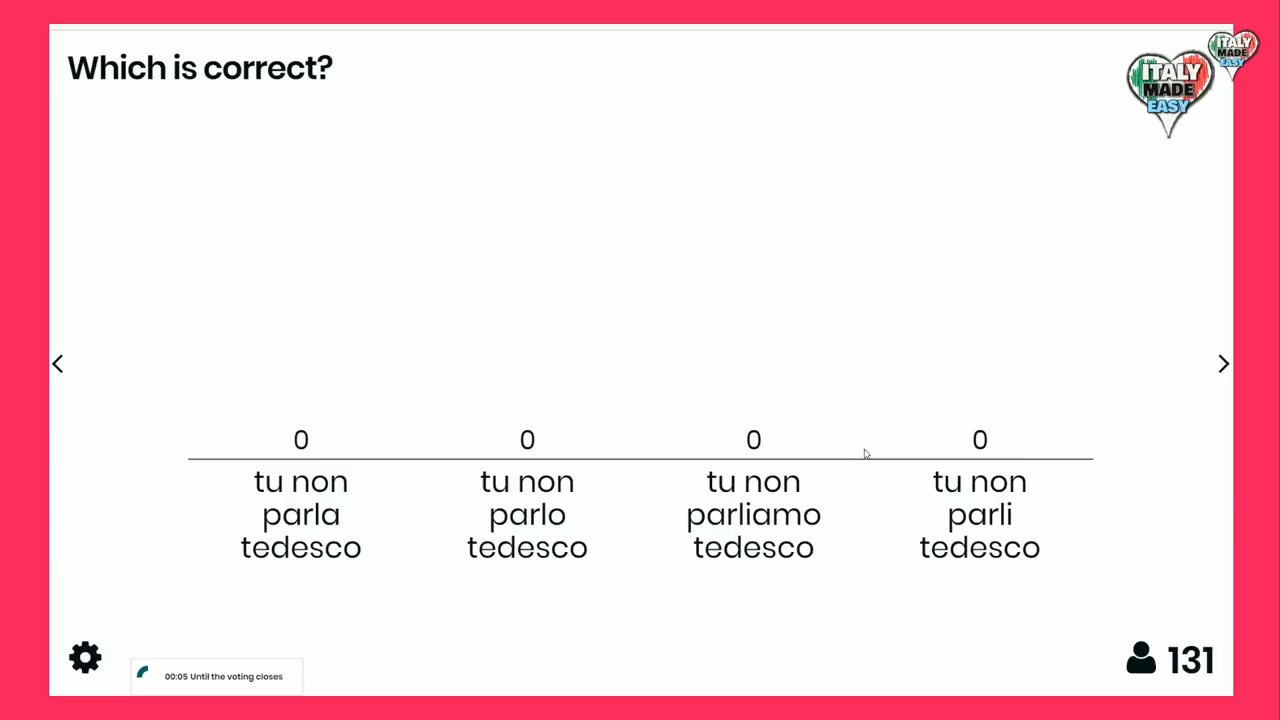 Which is correct?
ITALY
MADE
EASY
ITALY
MADE
EASY
0
0
0
0
tu non
parla
tedesco
tu non
parlo
tedesco
tu non
parliamo
tedesco
tu non
parli
tedesco
00:05 Until the voting closes
131